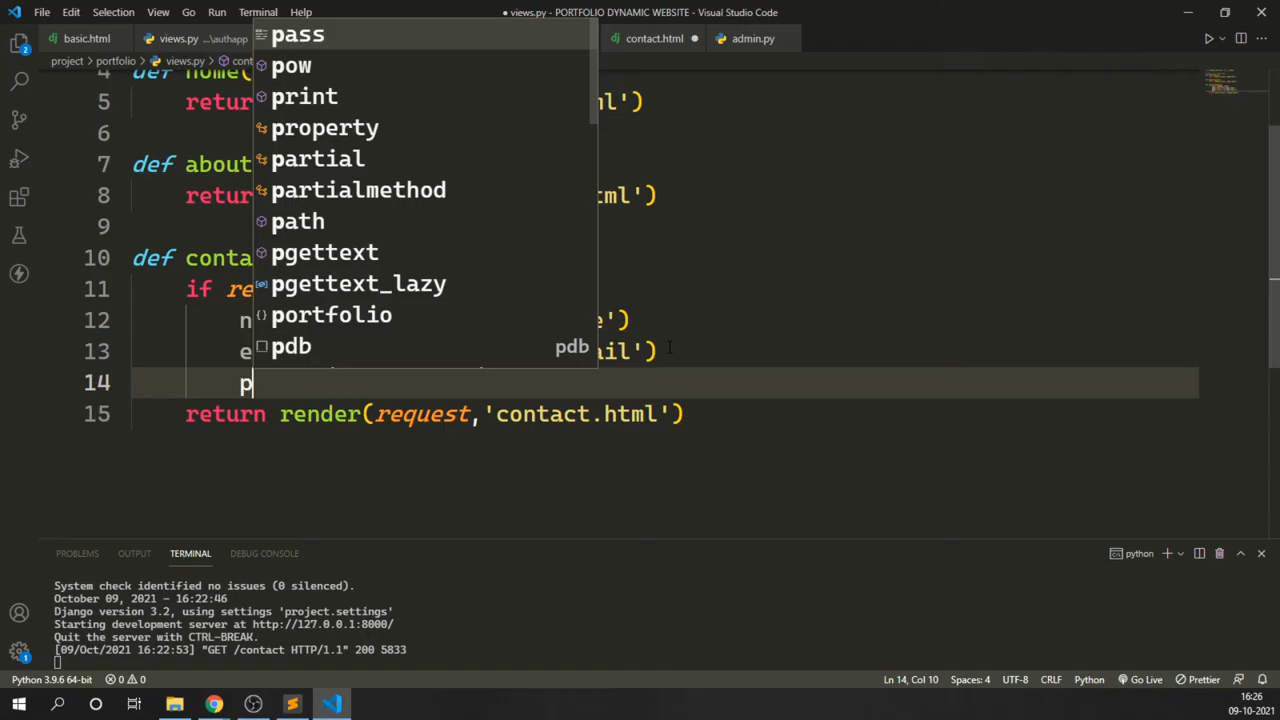 File Edit Selection View Go Run Terminal Help
● views.py - PORTFOLIO DYNAMIC WEBSITE - Visual Studio Code
basic.html views.py ...\authapp contact.html ● admin.py
project > portfolio > views.py > cont
4 def home(
5 retur ml')
6
7 def about
8 retur tml')
9
10 def conta
11 if re
12 n e')
13 e ail')
14 p
15 return render(request,'contact.html')
pass
pow
print
property
partial
partialmethod
path
pgettext
pgettext_lazy
portfolio
pdb pdb
PROBLEMS OUTPUT TERMINAL DEBUG CONSOLE
python
System check identified no issues (0 silenced).
October 09, 2021 - 16:22:46
Django version 3.2, using settings 'project.settings'
Starting development server at http://127.0.0.1:8000/
Quit the server with CTRL-BREAK.
[09/Oct/2021 16:22:53] "GET /contact HTTP/1.1" 200 5833
2
1
Python 3.9.6 64-bit 0 0 Ln 14, Col 10 Spaces: 4 UTF-8 CRLF Python Go Live Prettier
16:26
09-10-2021